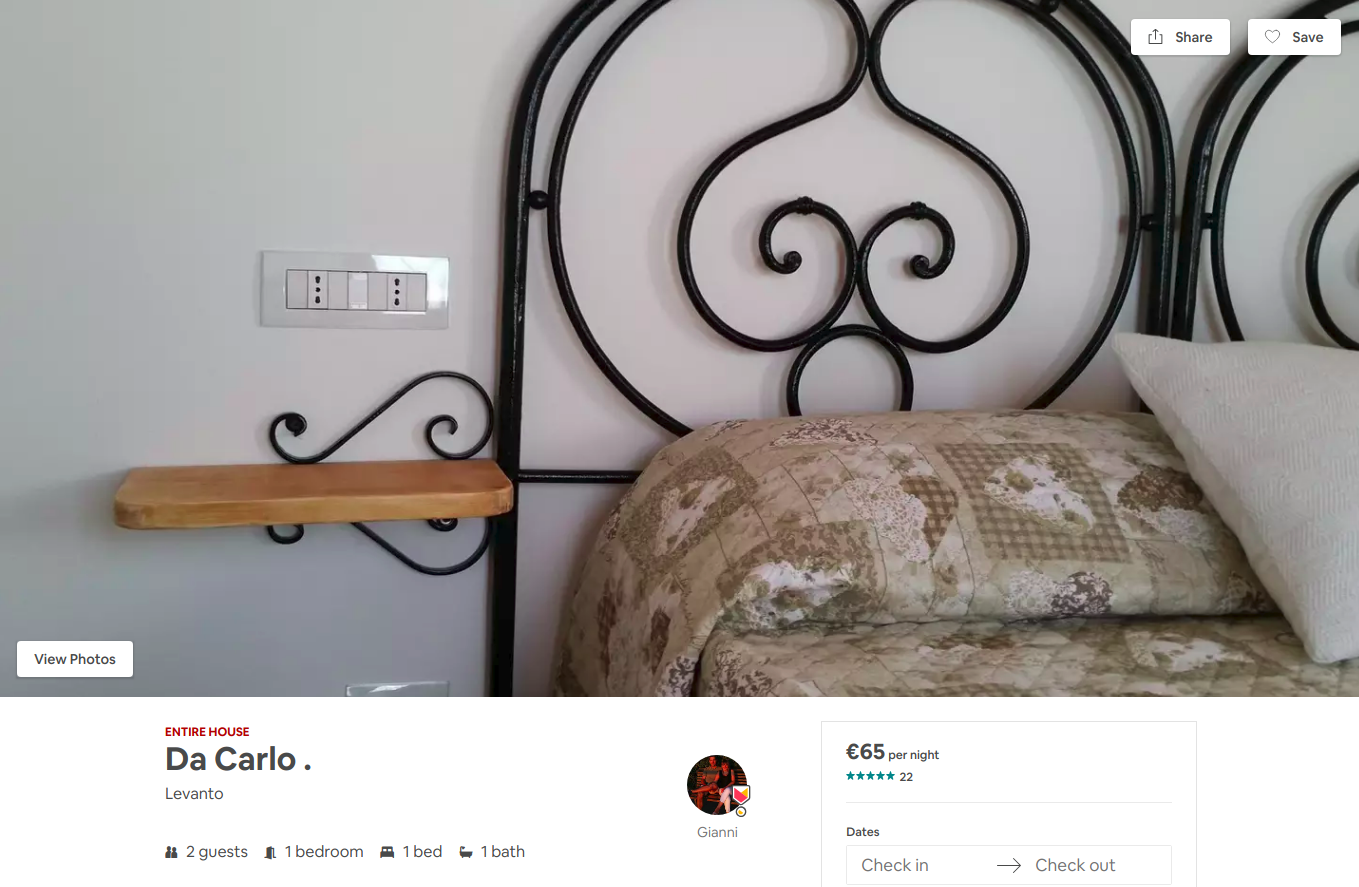 Share
Save
View Photos
ENTIRE HOUSE
Da Carlo .
Levanto
2 guests
1 bedroom
1 bed
1 bath
Gianni
€65 per night
22
Dates
Check in
Check out